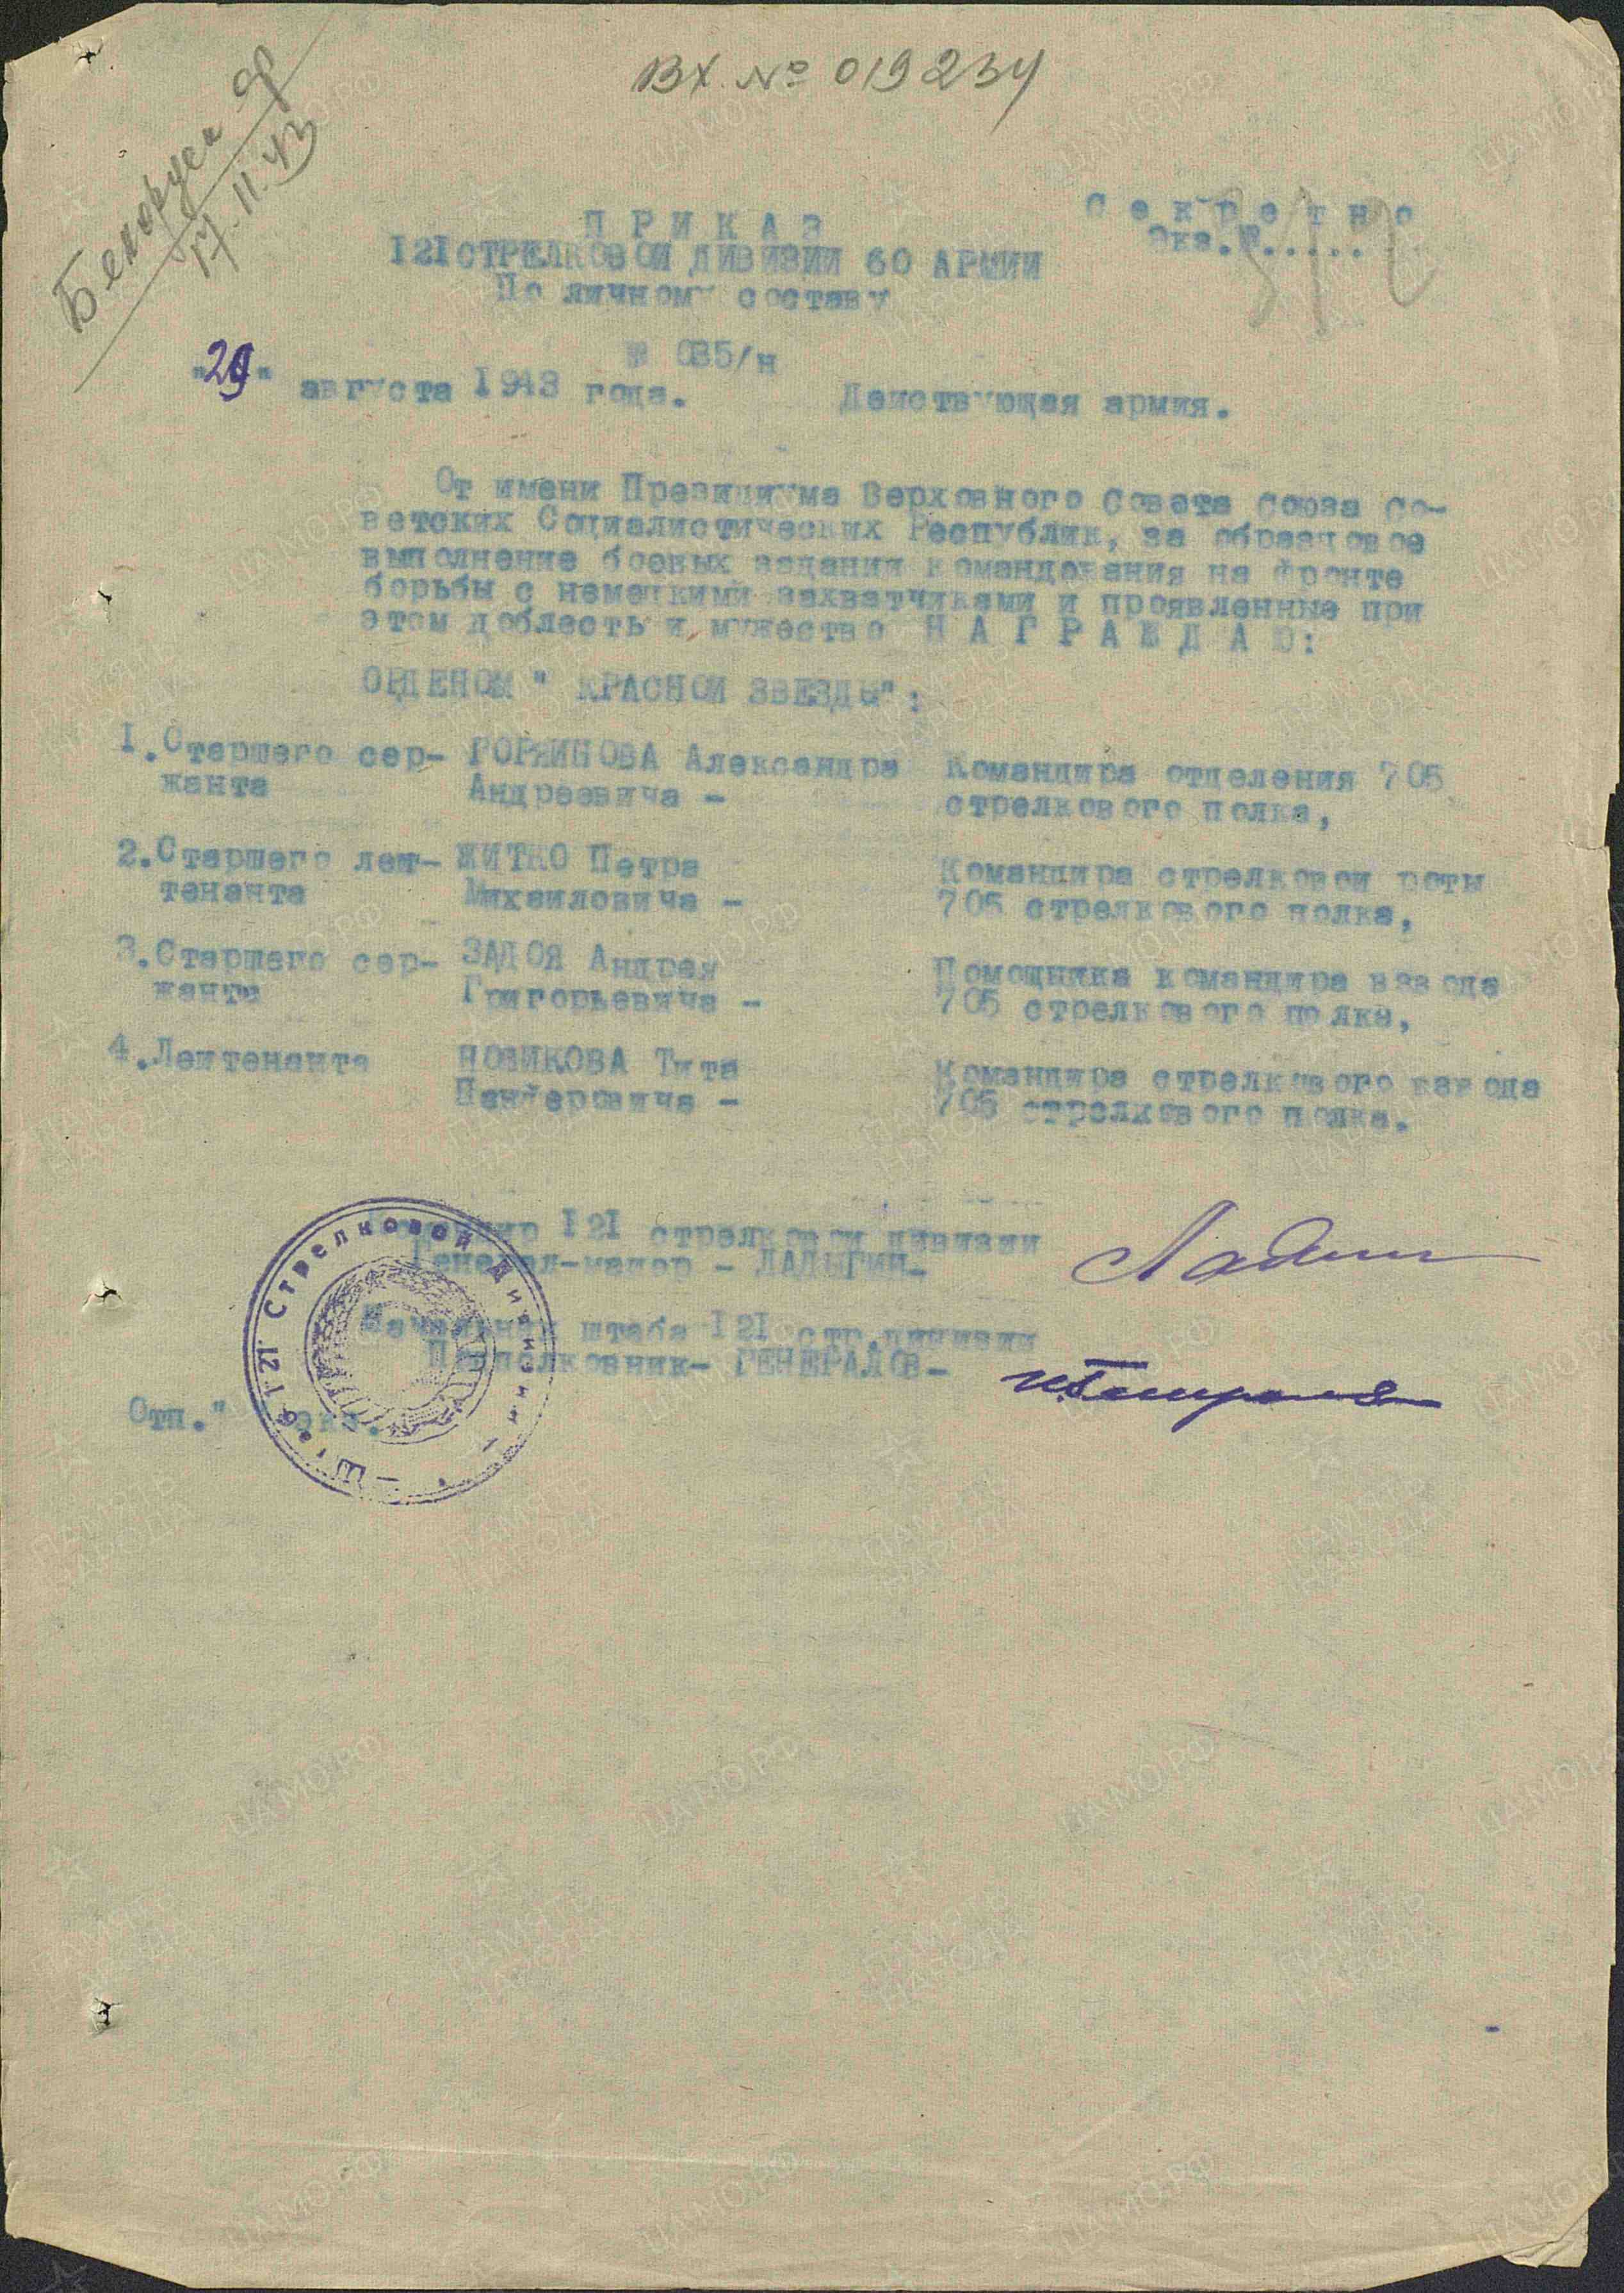 Вх. № 019234
Белорусск ф
17.11.43
Секретно
Экз.№.....
ПРИКАЗ
121 СТРЕЛКОВОЙ ДИВИЗИИ 60 АРМИИ
По личному составу
№ 035/н
"29" августа 1943 года. Действующая армия.
От имени Президиума Верховного Совета Союза Со-
ветских Социалистических Республик, за образцовое
выполнение боевых заданий командования на фронте
борьбы с немецкими захватчиками и проявленные при
этом доблесть и мужество НАГРАЖДАЮ:
ОРДЕНОМ " КРАСНОЙ ЗВЕЗДЫ":
1.Старшего сер- Александра Командира отделения 705
жанта Андреевича - стрелкового полка,
2.Старшего лей- ЖИТКО Петра Командира стрелковой роты
тенанта Михайловича - 705 стрелкового полка,
3.Старшего сер- ЗАДОЯ Андрея Помощника командира взвода
жанта Григорьевича - 705 стрелкового полка,
4.Лейтенанта НОВИКОВА Тита Командира стрелкового взвода
705 стрелкового полка.
Командир 121 стрелковой дивизии
Генерал-майор - ЛАДЫГИН-
Начальник штаба 121 стр.дивизии
Подполковник- ГЕНЕРАЛОВ-
Отп." экз.
Штаб 121 Стрелковой Дивизии